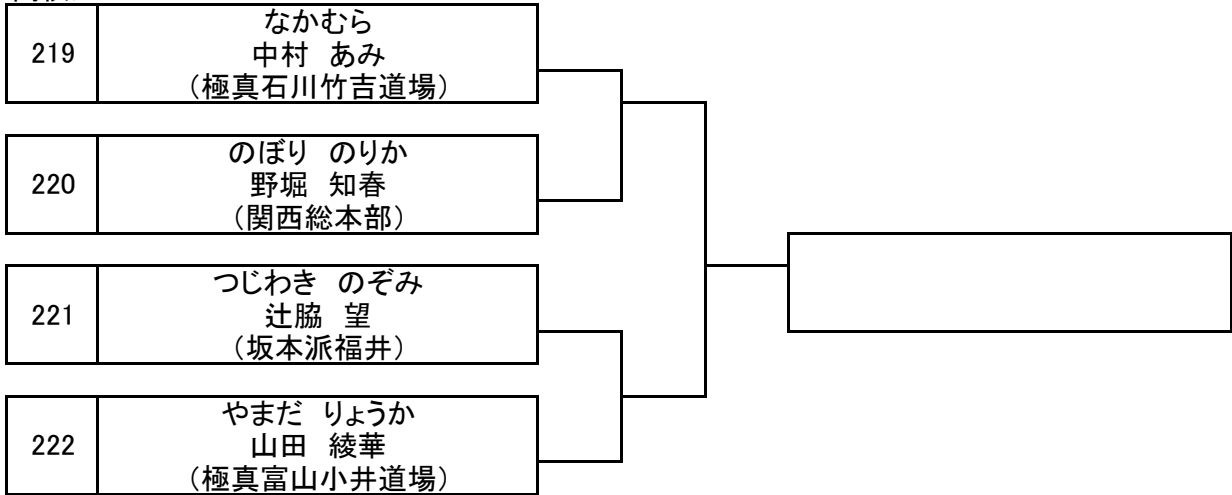 219
なかむら
中村 あみ
（極真石川竹吉道場）
220
のぼり のりか
野堀 知春
（関西総本部）
221
つじわき のぞみ
辻脇 望
（坂本派福井）
222
やまだ りょうか
山田 綾華
（極真富山小井道場）